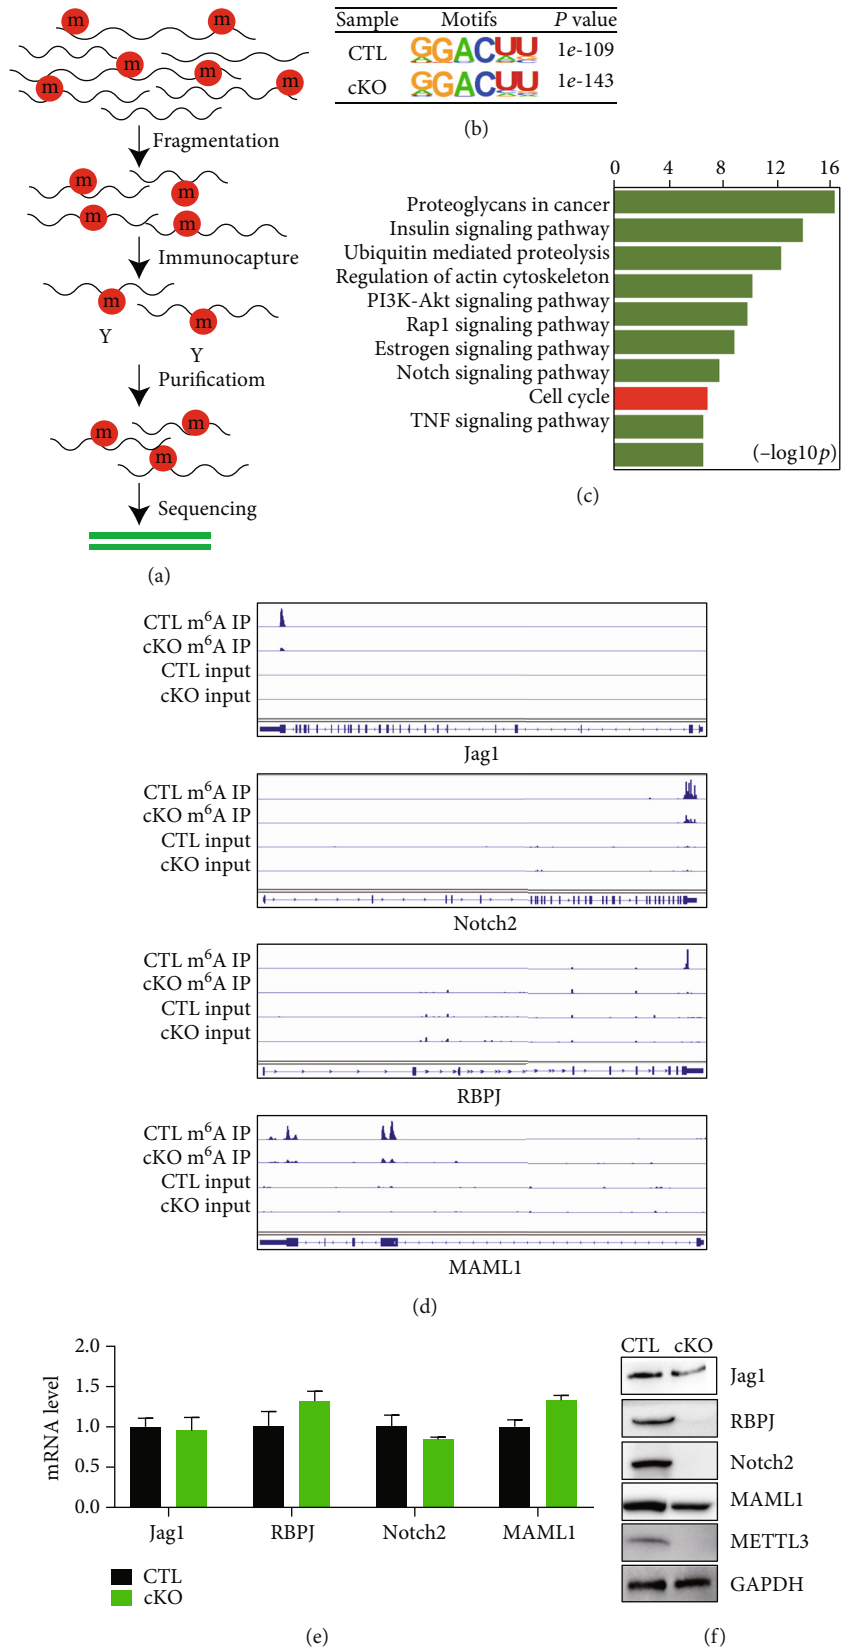 m m
m m
m m
Fragmentation
m m
m m
Immunocapture
m
m
Y
Y
Purificatiom
m m
m
Sequencing
(a)
Sample Motifs P value
CTL GGACUU 1e-109
cKO GGACUU 1e-143
(b)
0 4 8 12 16
Proteoglycans in cancer
Insulin signaling pathway
Ubiquitin mediated proteolysis
Regulation of actin cytoskeleton
PI3K-Akt signaling pathway
Rap1 signaling pathway
Estrogen signaling pathway
Notch signaling pathway
Cell cycle
TNF signaling pathway
(–log10p)
(c)
CTL m⁶A IP
cKO m⁶A IP
CTL input
cKO input
Jag1
CTL m⁶A IP
cKO m⁶A IP
CTL input
cKO input
Notch2
CTL m⁶A IP
cKO m⁶A IP
CTL input
cKO input
RBPJ
CTL m⁶A IP
cKO m⁶A IP
CTL input
cKO input
MAML1
(d)
mRNA level
2.0
1.5
1.0
0.5
0.0
Jag1 RBPJ Notch2 MAML1
CTL
cKO
(e)
CTL cKO
Jag1
RBPJ
Notch2
MAML1
METTL3
GAPDH
(f)